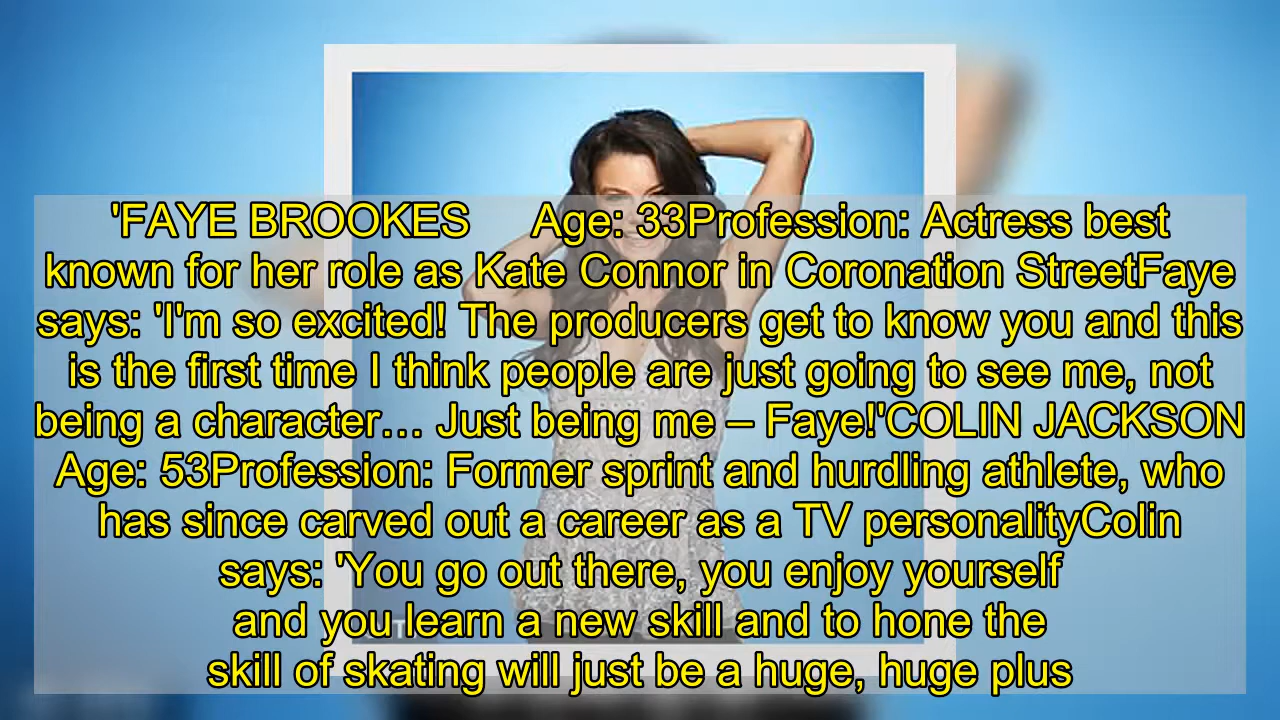 'FAYE BROOKES     Age: 33Profession: Actress best
known for her role as Kate Connor in Coronation StreetFaye
says: 'I'm so excited! The producers get to know you and this
is the first time I think people are just going to see me, not
being a character… Just being me – Faye!'COLIN JACKSON
Age: 53Profession: Former sprint and hurdling athlete, who
has since carved out a career as a TV personalityColin
says: 'You go out there, you enjoy yourself
and you learn a new skill and to hone the
skill of skating will just be a huge, huge plus